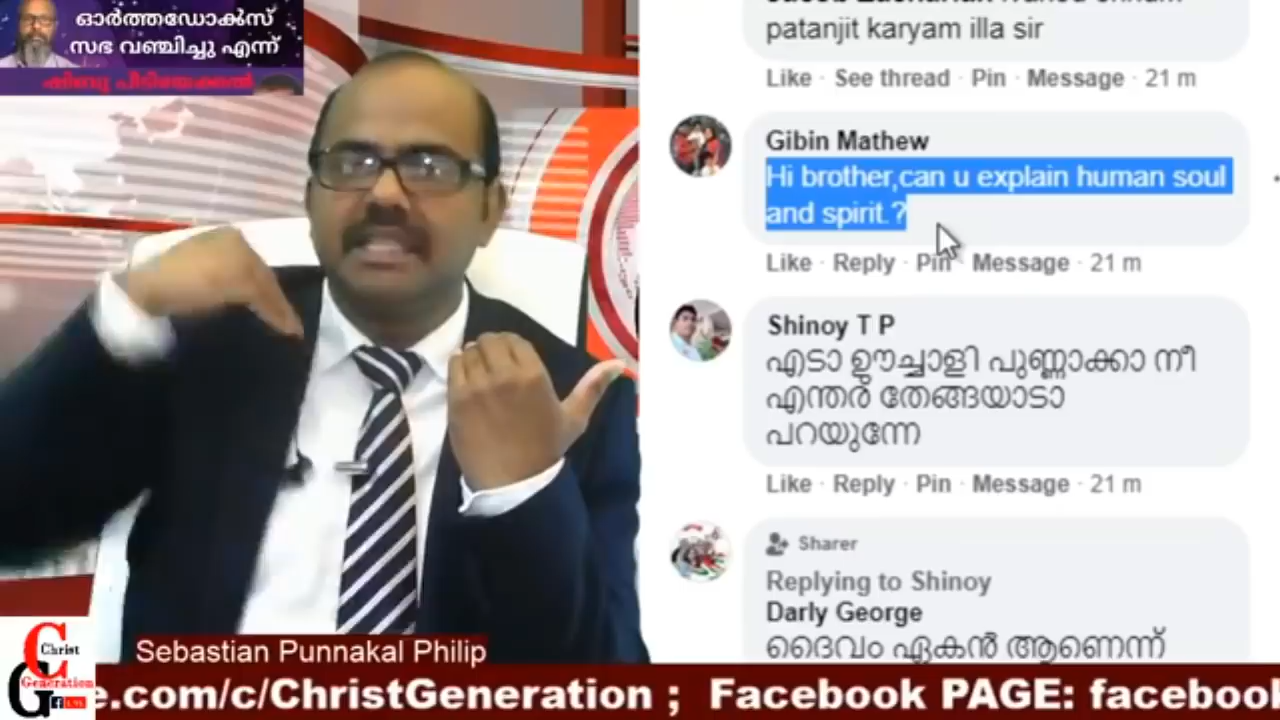 ഓർത്തഡോക്സ്
സഭ വഞ്ചിച്ചു എന്ന്
ഷിബു പീടിയേക്കൽ
patanjit karyam illa sir
Like · See thread · Pin · Message · 21 m
Gibin Mathew
Hi brother,can u explain human soul
and spirit.?
Like · Reply · Pin · Message · 21 m
Shinoy T P
എടാ ഊച്ചാളി പുണ്ണാക്കാ നീ
എന്തര് തേങ്ങയാടാ
പറയുന്നേ
Like · Reply · Pin · Message · 21 m
Sharer
Replying to Shinoy
Darly George
ദൈവം ഏകൻ ആണെന്ന്
Sebastian Punnakal Philip
Christ
Generation
e.com/c/ChristGeneration ; Facebook PAGE: facebook